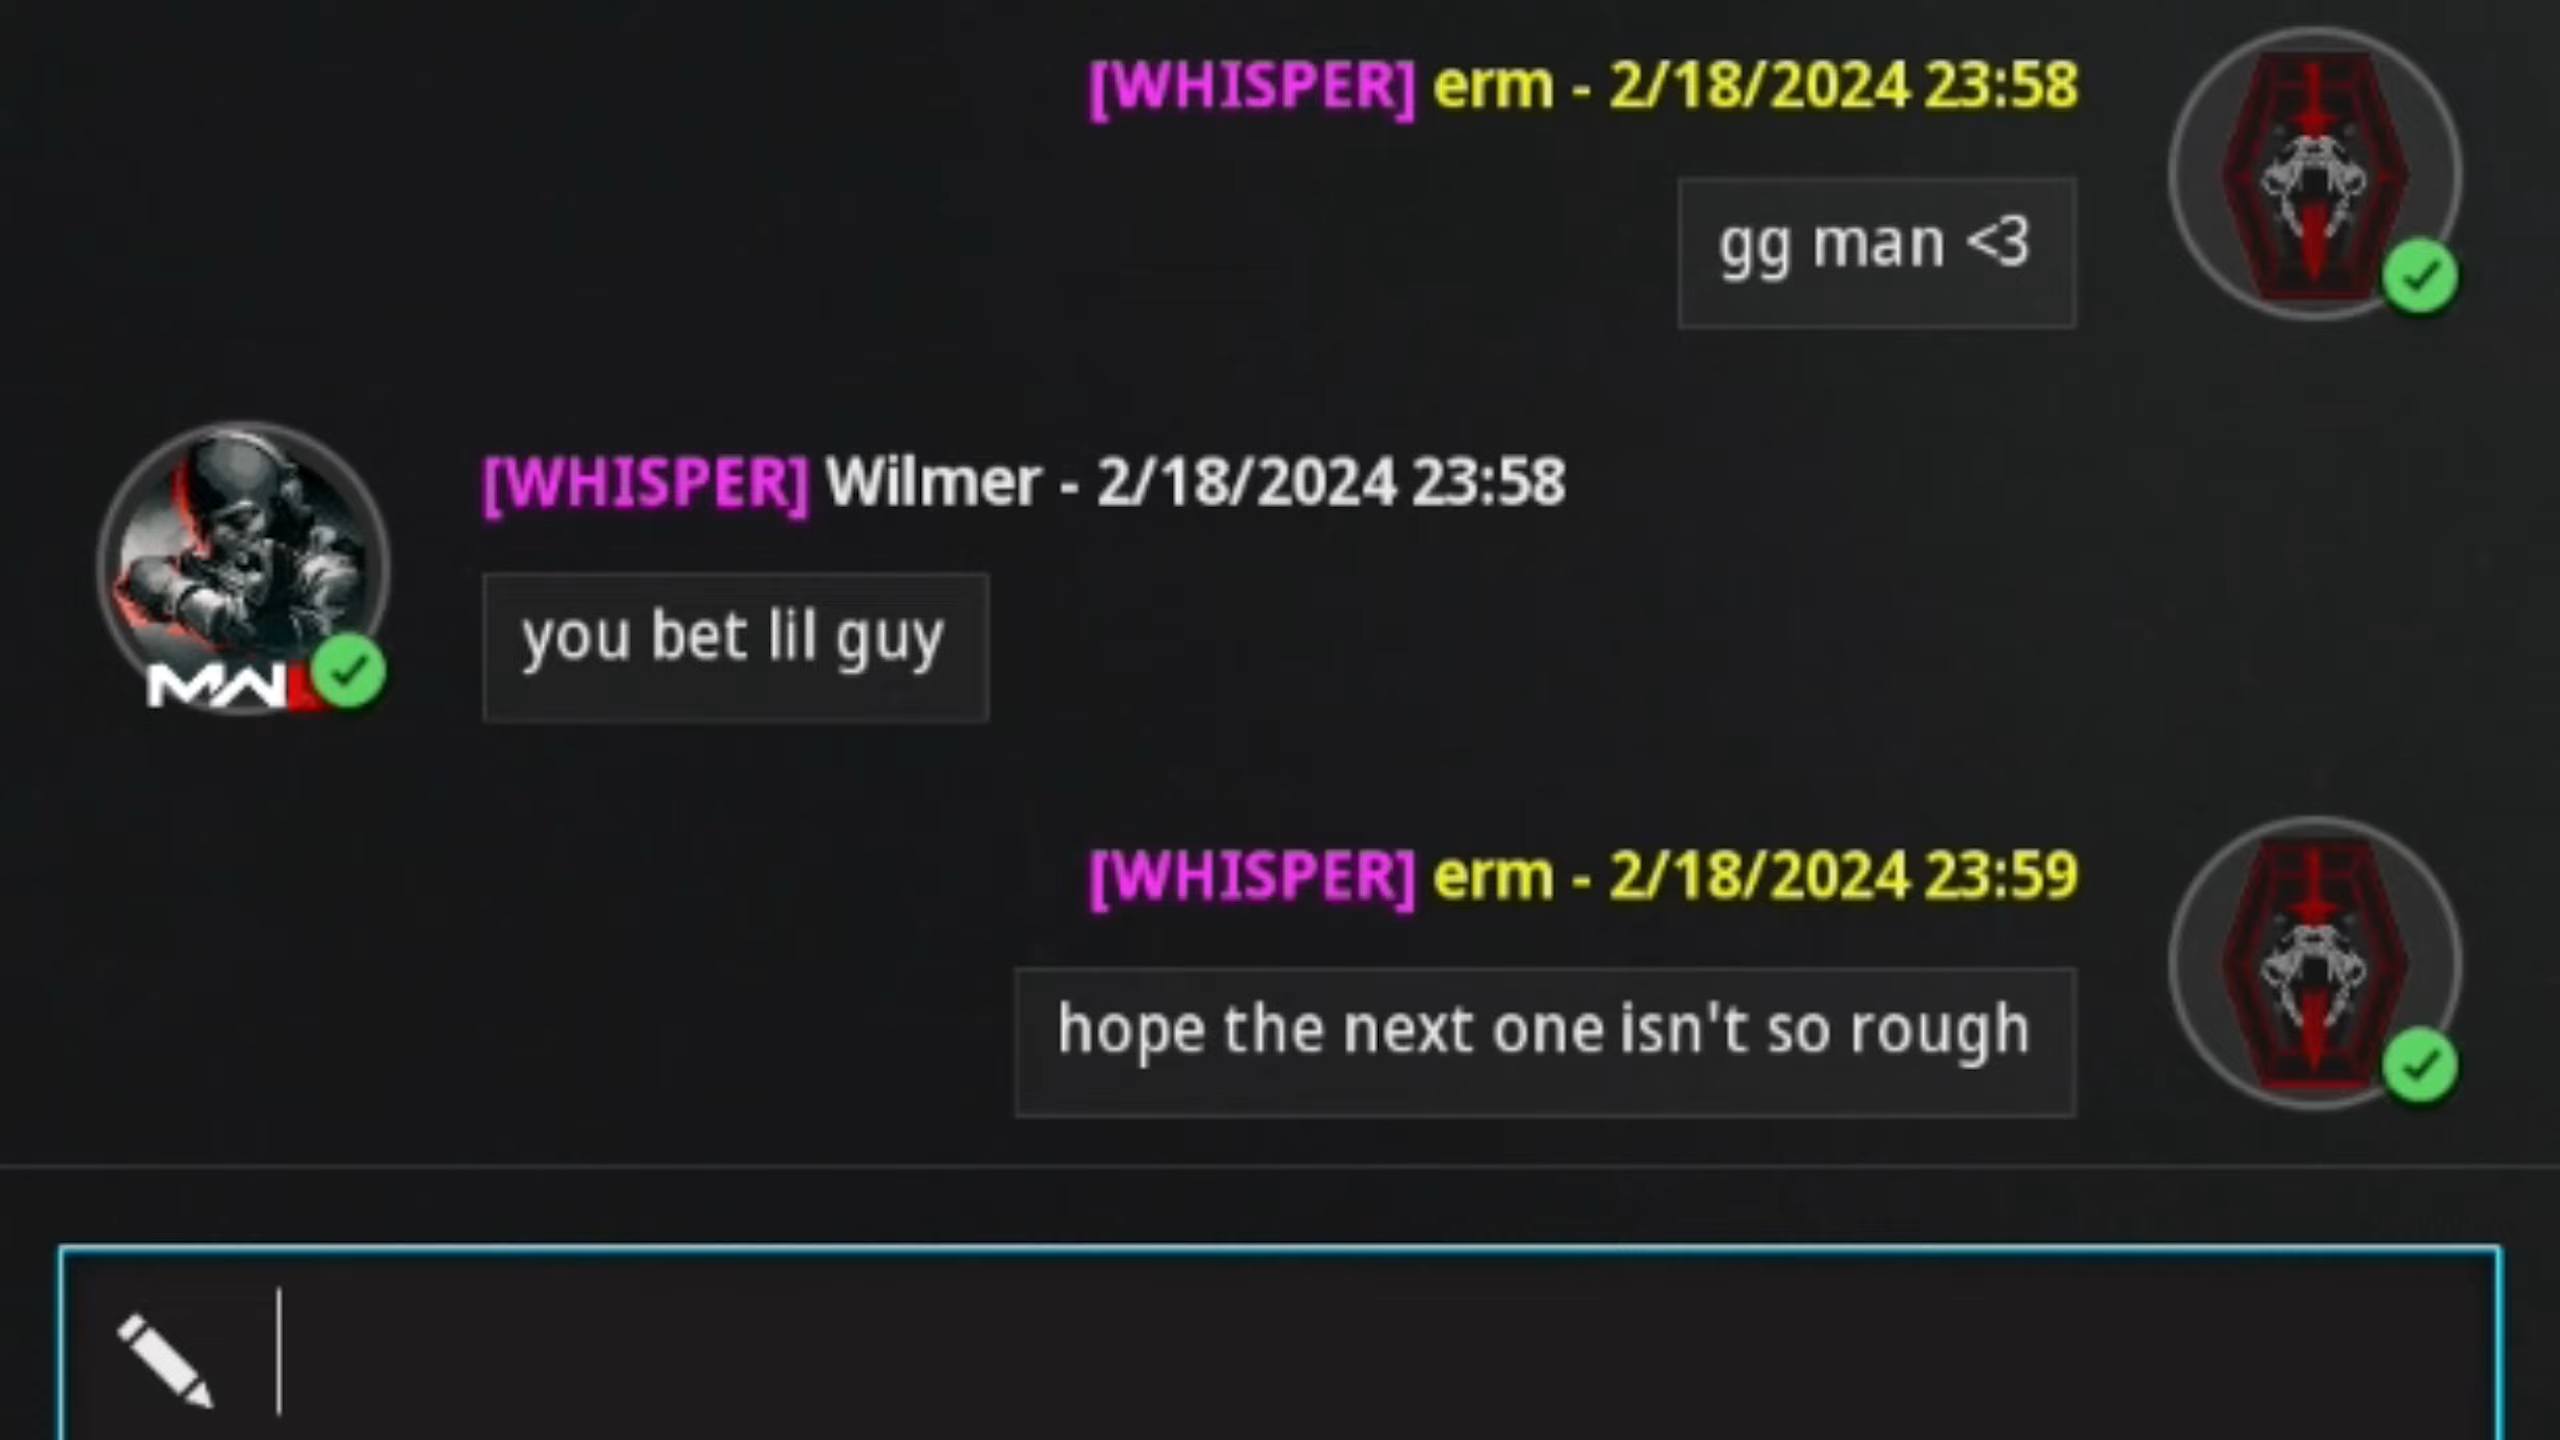 [WHISPER] erm - 2/18/2024 23:58
gg man <3
[WHISPER] Wilmer - 2/18/2024 23:58
you bet lil guy
MW
[WHISPER] erm - 2/18/2024 23:59
hope the next one isn't so rough